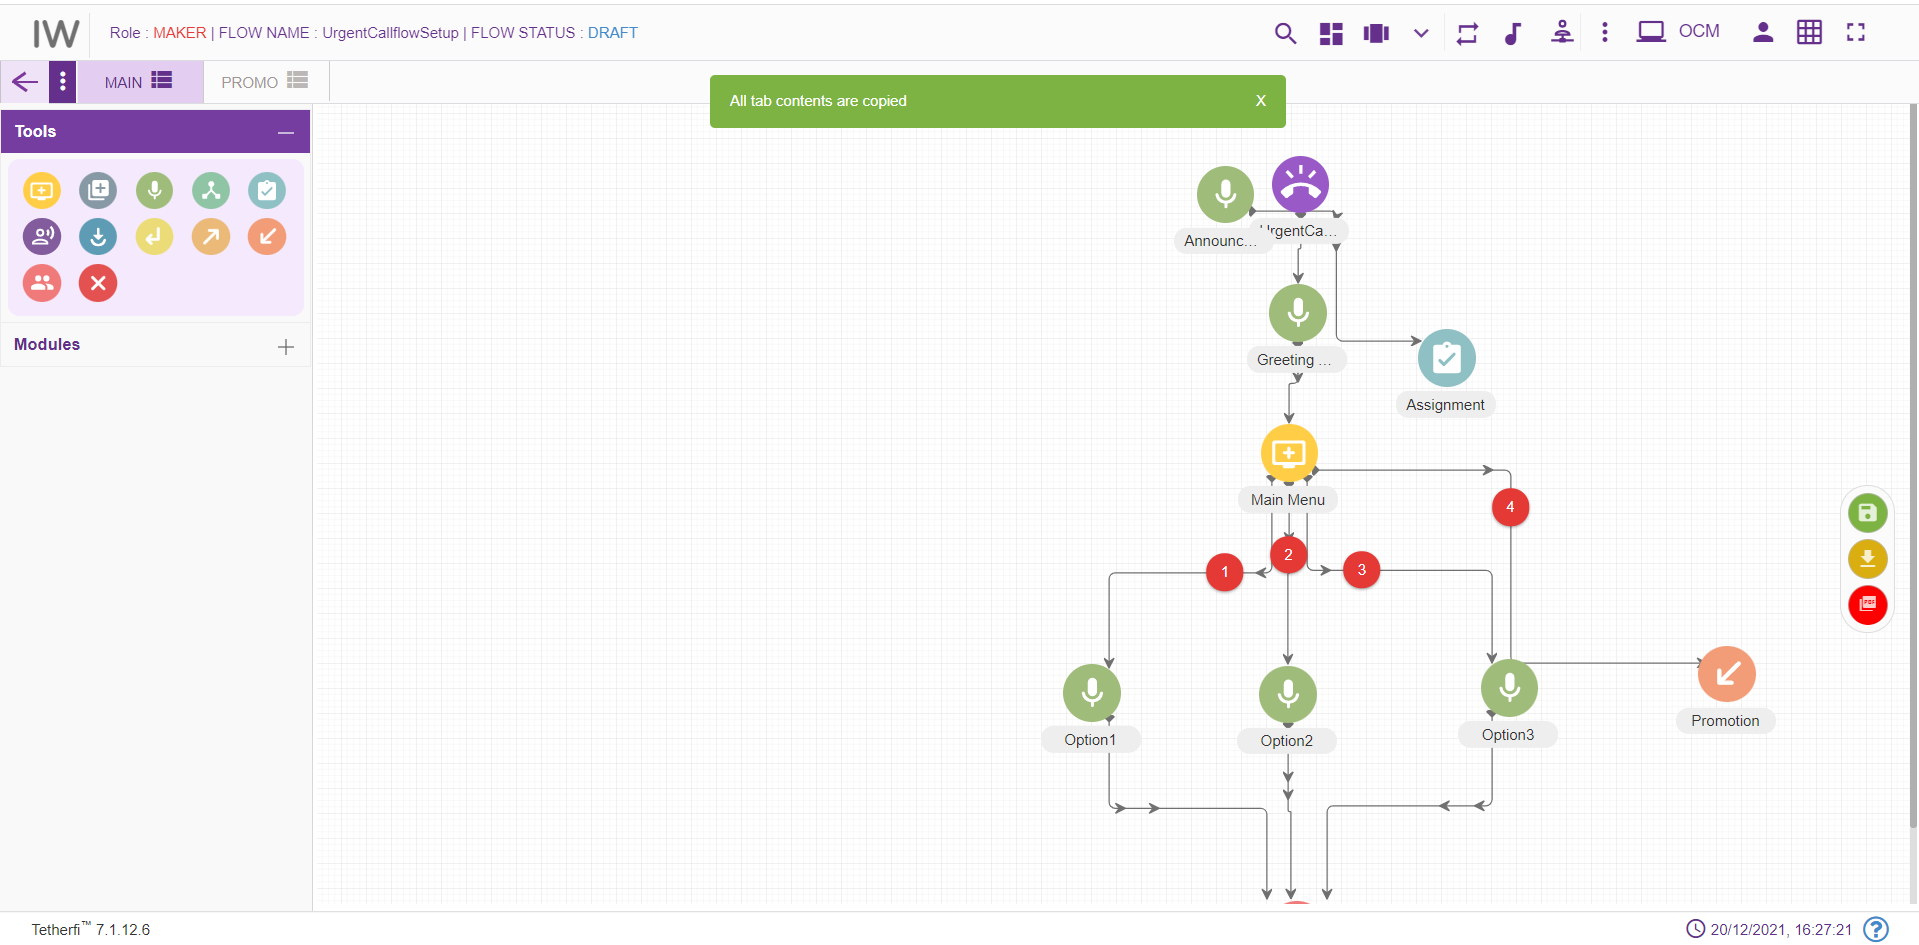 IW
Role : MAKER | FLOW NAME : UrgentCallflowSetup | FLOW STATUS : DRAFT
OCM
MAIN
PROMO
All tab contents are copied
X
Tools
Modules
Announc...
UrgentCa...
Greeting ...
Assignment
Main Menu
4
1
2
3
PDF
Option1
Option2
Option3
Promotion
Tetherfi™ 7.1.12.6
20/12/2021, 16:27:21
?